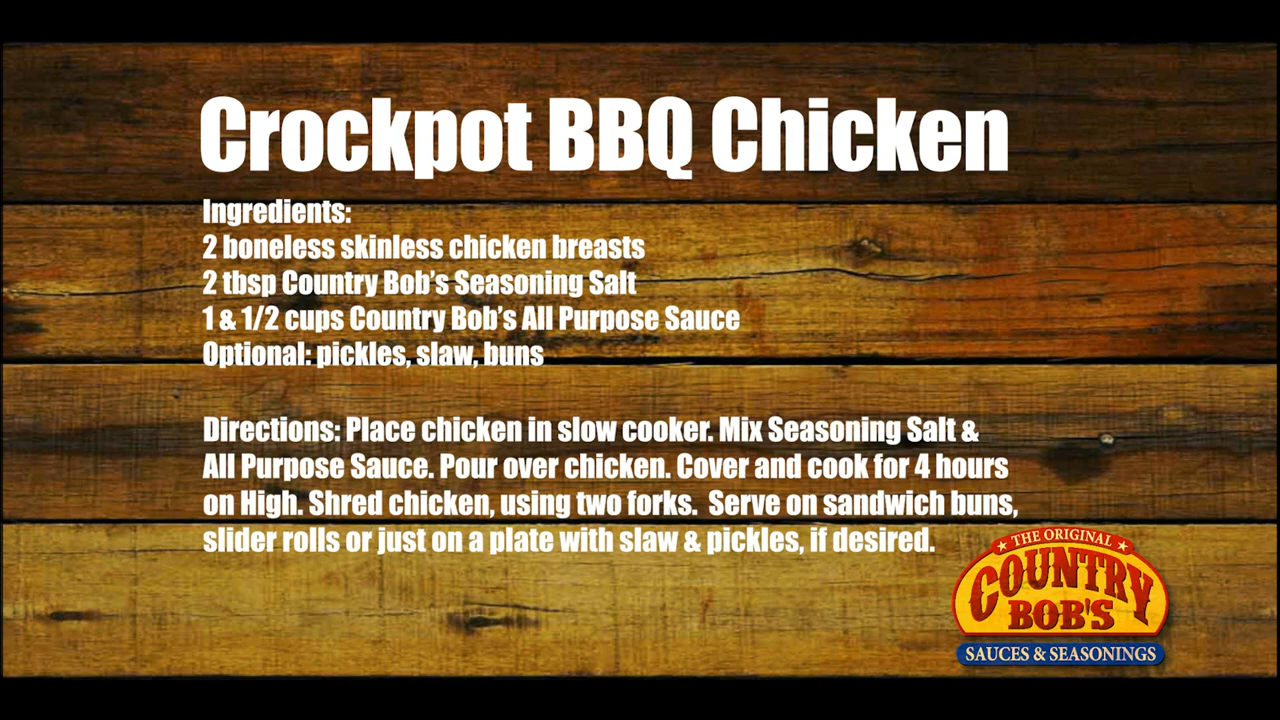 Crockpot BBQ Chicken
Ingredients:
2 boneless skinless chicken breasts
2 tbsp Country Bob’s Seasoning Salt
1 & 1/2 cups Country Bob’s All Purpose Sauce
Optional: pickles, slaw, buns
Directions: Place chicken in slow cooker. Mix Seasoning Salt &
All Purpose Sauce. Pour over chicken. Cover and cook for 4 hours
on High. Shred chicken, using two forks.  Serve on sandwich buns,
slider rolls or just on a plate with slaw & pickles, if desired.
THE ORIGINAL
COUNTRY
BOB'S
SAUCES & SEASONINGS